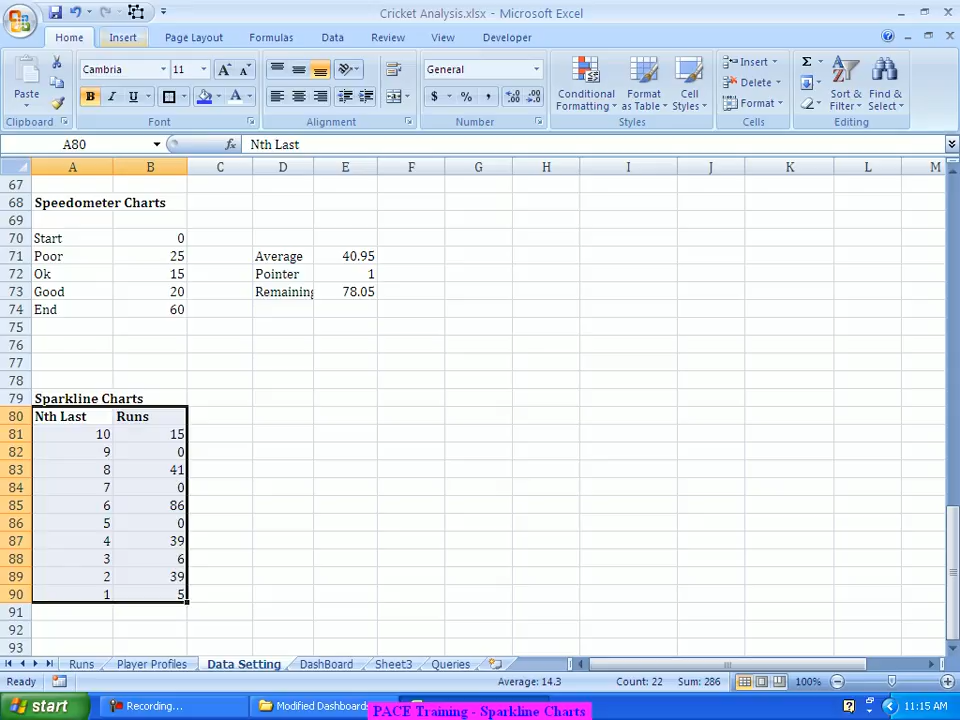 Cricket Analysis.xlsx - Microsoft Excel
Home Insert Page Layout Formulas Data Review View Developer
Cambria 11 General
Paste B I U $ % , Conditional Formatting Format as Table Cell Styles Insert Delete Format Σ Sort & Filter Find & Select
Clipboard Font Alignment Number Styles Cells Editing
A80 fx Nth Last
A B C D E F G H I J K L M
67
68 Speedometer Charts
69
70 Start 0
71 Poor 25 Average 40.95
72 Ok 15 Pointer 1
73 Good 20 Remaining 78.05
74 End 60
75
76
77
78
79 Sparkline Charts
80 Nth Last Runs
81 10 15
82 9 0
83 8 41
84 7 0
85 6 86
86 5 0
87 4 39
88 3 6
89 2 39
90 1 5
91
92
93
Runs Player Profiles Data Setting DashBoard Sheet3 Queries
Ready Average: 14.3 Count: 22 Sum: 286 100%
start Recording... Modified Dashboard 11:15 AM
PACE Training - Sparkline Charts